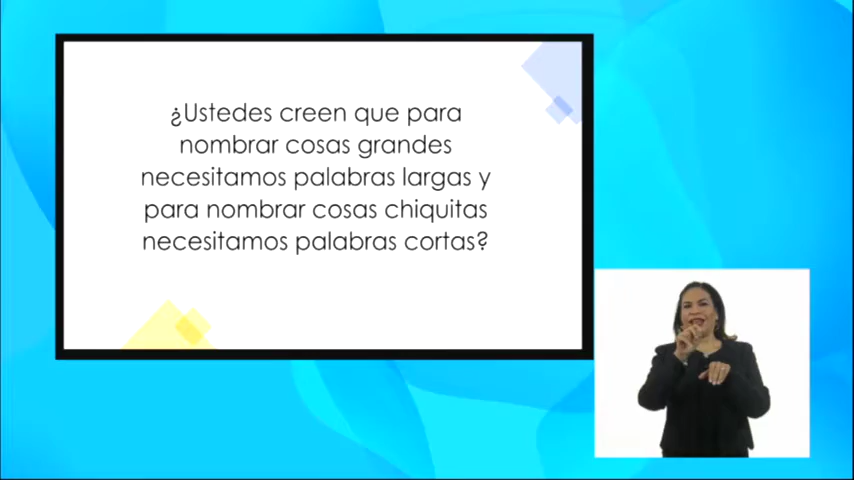 ¿Ustedes creen que para
nombrar cosas grandes
necesitamos palabras largas y
para nombrar cosas chiquitas
necesitamos palabras cortas?